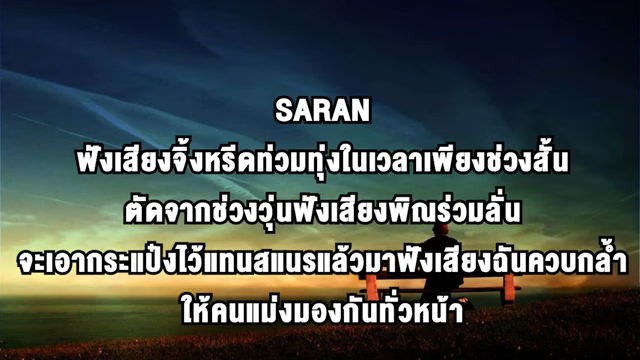 SARAN
ฟังเสียงจิ้งหรีดท่วมทุ่งในเวลาเพียงช่วงสั้น
ตัดจากช่วงวุ่นฟังเสียงพิณร่วมลั่น
จะเอากระแป๋งไว้แทนสแนรแล้วมาฟังเสียงฉันควบกล้ำ
ให้คนแม่งมองกันทั่วหน้า